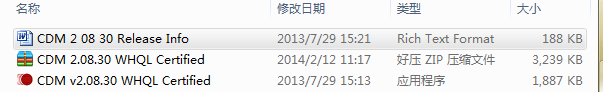 名称 修改日期 类型 大小
CDM 2 08 30 Release Info 2013/7/29 15:21 Rich Text Format 188 KB
CDM 2.08.30 WHQL Certified 2014/2/12 11:17 好压 ZIP 压缩文件 3,239 KB
CDM v2.08.30 WHQL Certified 2013/7/29 15:13 应用程序 1,887 KB